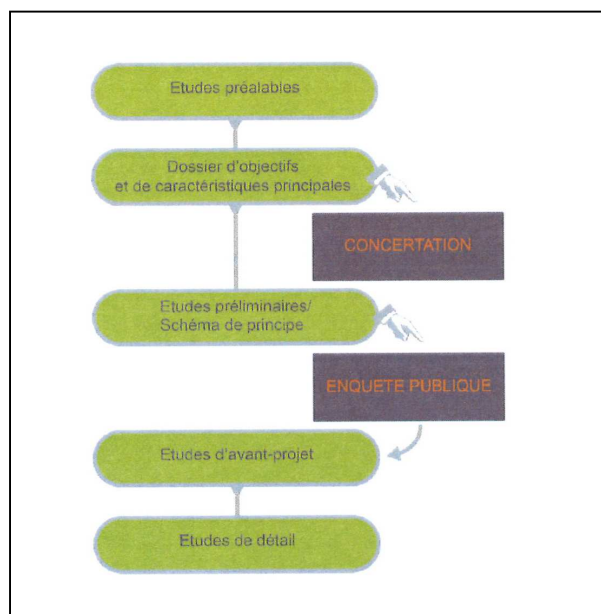 Etudes préalables
Dossier d'objectifs
et de caractéristiques principales
CONCERTATION
Etudes préliminaires/
Schéma de principe
ENQUETE PUBLIQUE
Etudes d'avant-projet
Etudes de détail